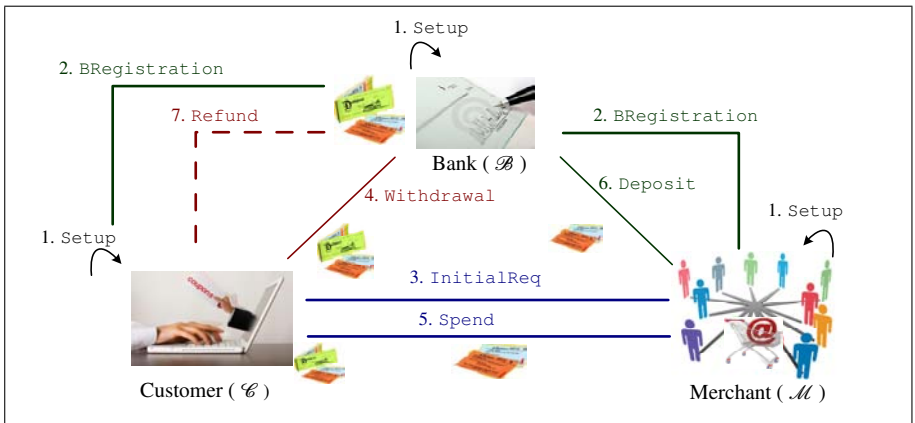 1. Setup
2. BRegistration
7. Refund
2. BRegistration
Bank ( ℬ )
4. Withdrawal
6. Deposit
1. Setup
1. Setup
coupons
3. InitialReq
5. Spend
@
Customer ( 𝒞 )
Merchant ( ℳ )